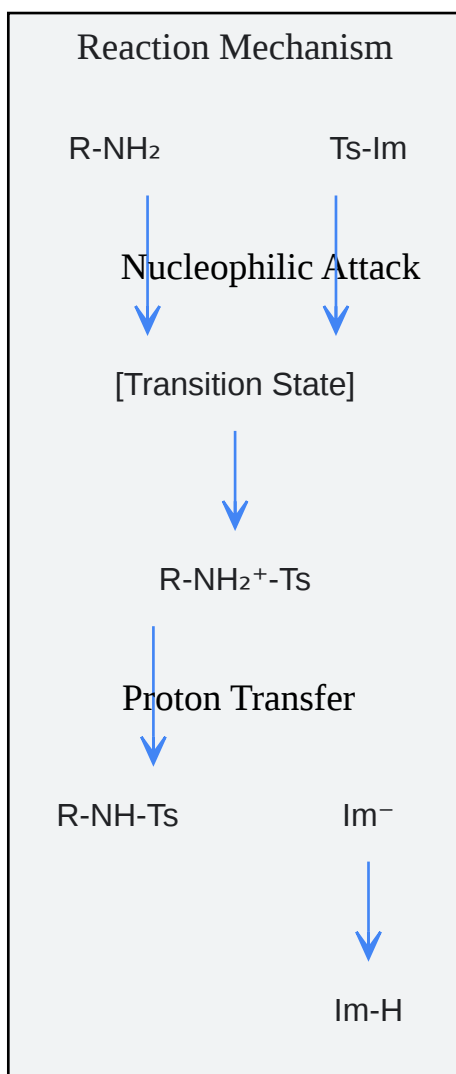 Reaction Mechanism
R-NH₂ Ts-Im
Nucleophilic Attack
[Transition State]
R-NH₂⁺-Ts
Proton Transfer
R-NH-Ts Im⁻
Im-H